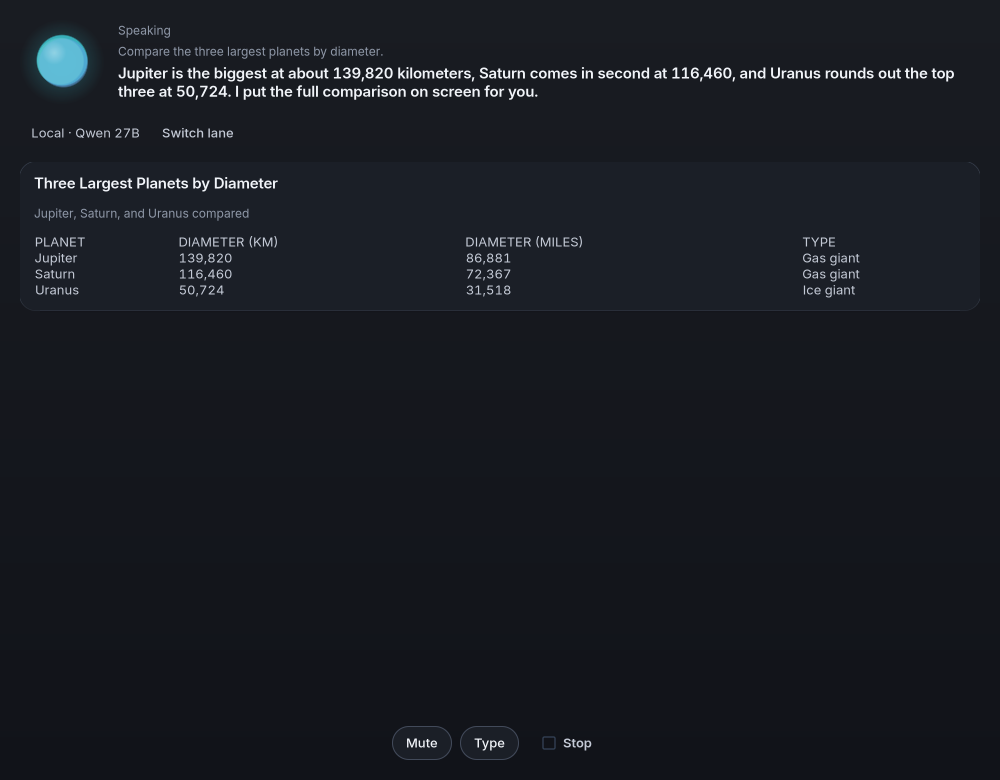 Speaking
Compare the three largest planets by diameter.
Jupiter is the biggest at about 139,820 kilometers, Saturn comes in second at 116,460, and Uranus rounds out the top
three at 50,724. I put the full comparison on screen for you.
Local · Qwen 27B Switch lane
Three Largest Planets by Diameter
Jupiter, Saturn, and Uranus compared
PLANET DIAMETER (KM) DIAMETER (MILES) TYPE
Jupiter 139,820 86,881 Gas giant
Saturn 116,460 72,367 Gas giant
Uranus 50,724 31,518 Ice giant
Mute Type Stop